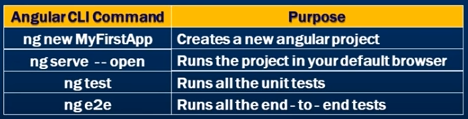 Angular CLI Command Purpose
ng new MyFirstApp Creates a new angular project
ng serve -- open Runs the project in your default browser
ng test Runs all the unit tests
ng e2e Runs all the end - to - end tests